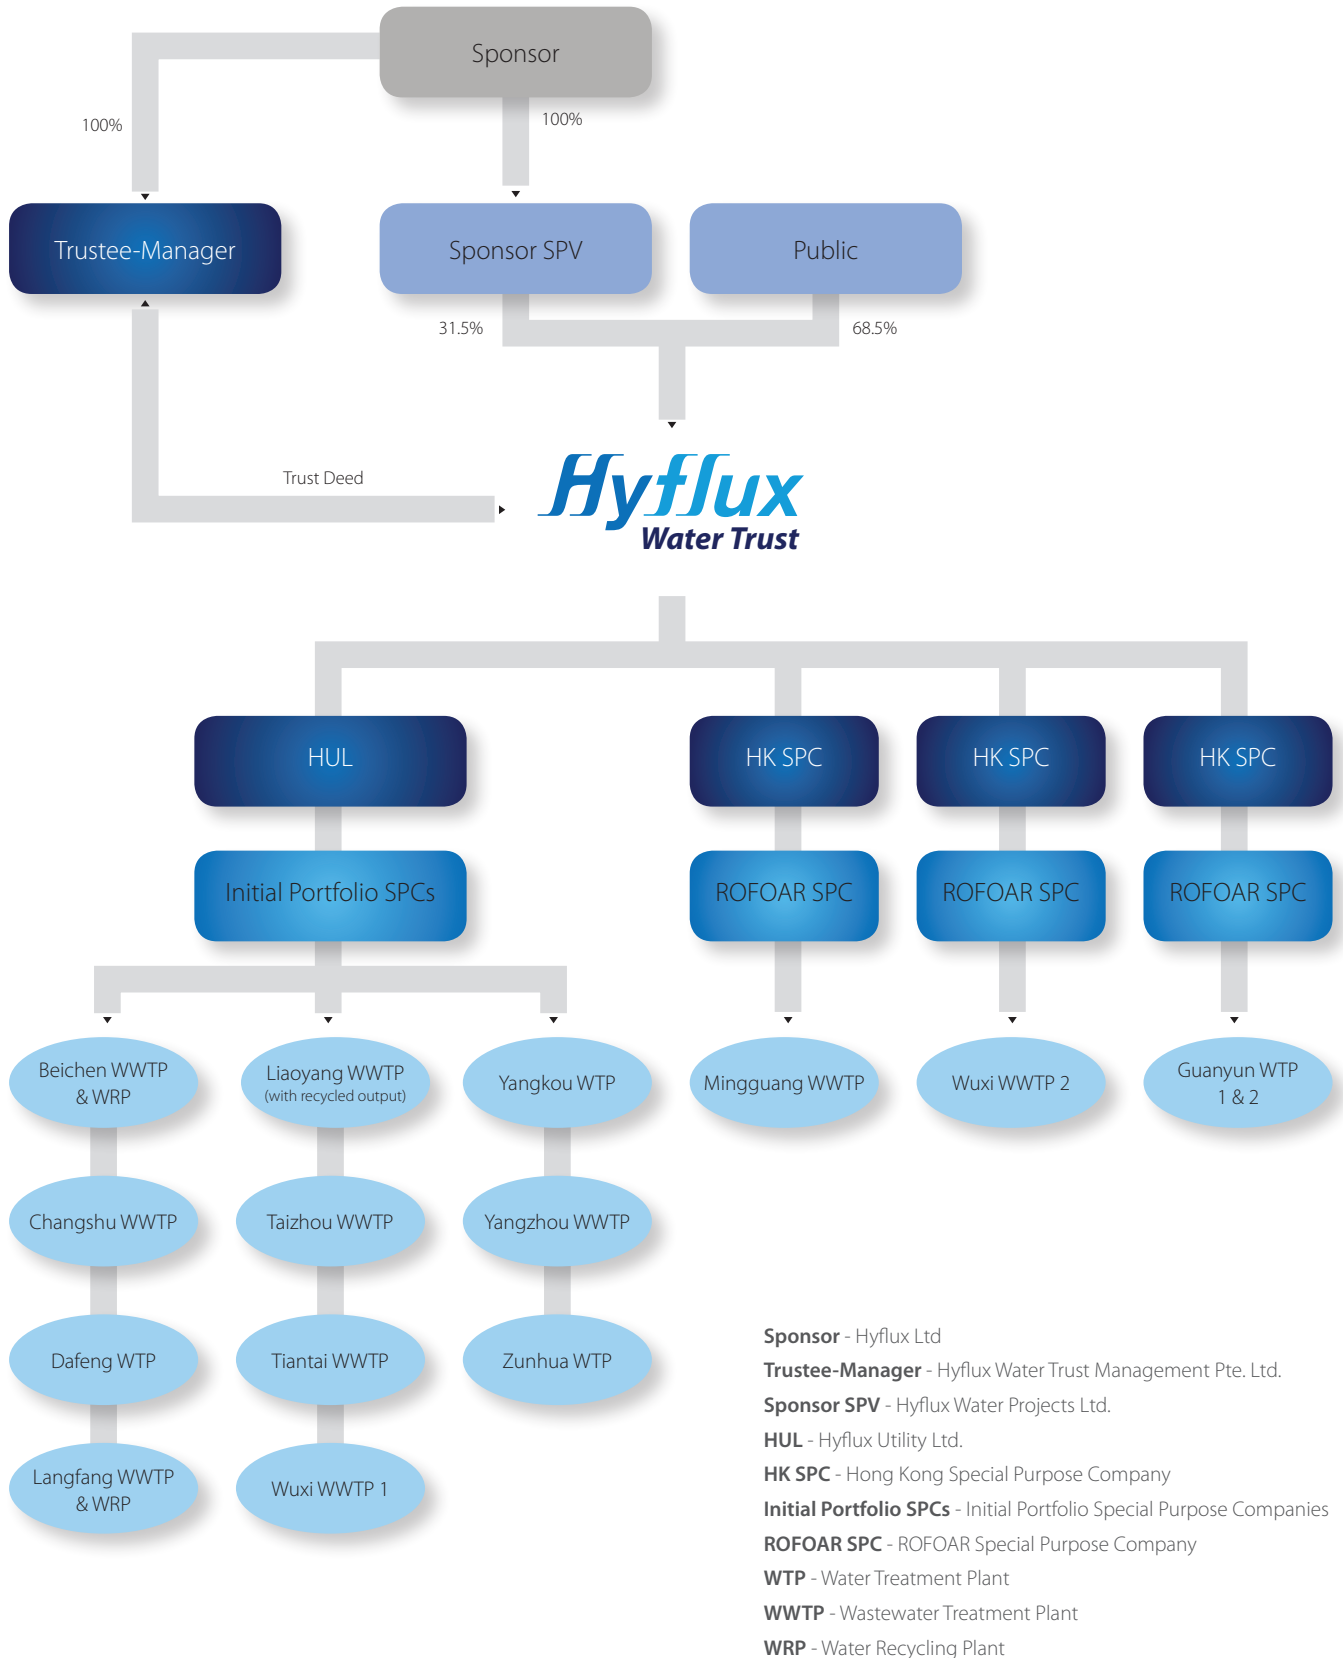 Sponsor
100%
100%
Trustee-Manager
Sponsor SPV
Public
31.5%
68.5%
Trust Deed
Hyflux
Water Trust
HUL
HK SPC
HK SPC
HK SPC
Initial Portfolio SPCs
ROFOAR SPC
ROFOAR SPC
ROFOAR SPC
Beichen WWTP
& WRP
Liaoyang WWTP
(with recycled output)
Yangkou WTP
Mingguang WWTP
Wuxi WWTP 2
Guanyun WTP
1 & 2
Changshu WWTP
Taizhou WWTP
Yangzhou WWTP
Dafeng WTP
Tiantai WWTP
Zunhua WTP
Langfang WWTP
& WRP
Wuxi WWTP 1
Sponsor - Hyflux Ltd
Trustee-Manager - Hyflux Water Trust Management Pte. Ltd.
Sponsor SPV - Hyflux Water Projects Ltd.
HUL - Hyflux Utility Ltd.
HK SPC - Hong Kong Special Purpose Company
Initial Portfolio SPCs - Initial Portfolio Special Purpose Companies
ROFOAR SPC - ROFOAR Special Purpose Company
WTP - Water Treatment Plant
WWTP - Wastewater Treatment Plant
WRP - Water Recycling Plant